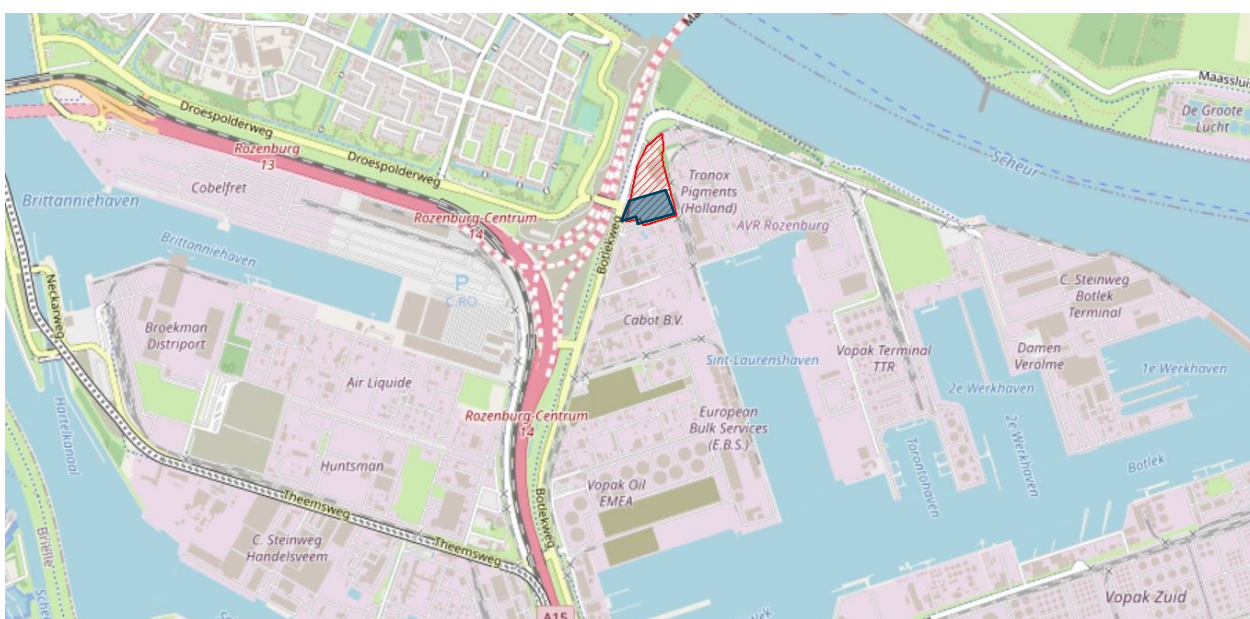 Maasslui
De Groote
Lucht
Scheur
Droespolderweg
Rozenburg
13
Droespolderweg
Cobelfret
Brittanniëhaven
Brittanniëhaven
Rozenburg-Centrum
14
Tronox
Pigments
(Holland)
AVR Rozenburg
Botlekweg
P
C.RO
Neckarweg
Broekman
Distriport
Air Liquide
Cabot B.V.
Sint-Laurenshaven
Vopak Terminal
TTR
C. Steinweg
Botlek
Terminal
Damen
Verolme
2e Werkhaven
1e Werkhaven
2e Werkhaven
Hartelkanaal
Rozenburg-Centrum
14
European
Bulk Services
(E.B.S.)
Huntsman
Vopak Oil
EMEA
Torontohaven
Botlek
Theemsweg
Theemsweg
Botlekweg
C. Steinweg
Handelsveem
Brielle
A15
Vopak Zuid